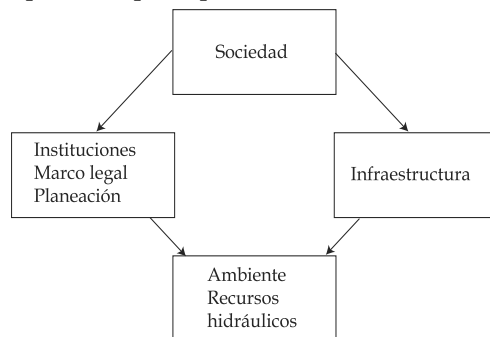 Sociedad
Instituciones
Marco legal
Planeación
Infraestructura
Ambiente
Recursos
hidráulicos